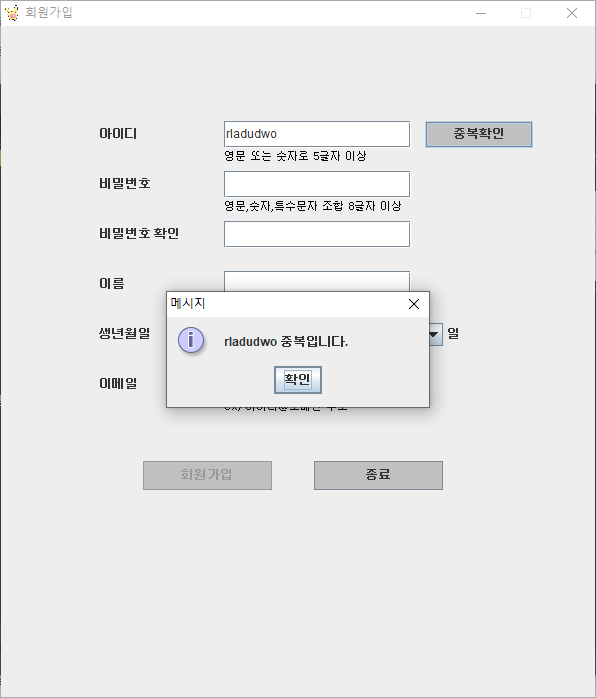 회원가입
아이디
rladudwo
중복확인
영문 또는 숫자로 5글자 이상
비밀번호
영문,숫자,특수문자 조합 8글자 이상
비밀번호 확인
이름
메시지
생년월일
일
rladudwo 중복입니다.
이메일
확인
회원가입
종료